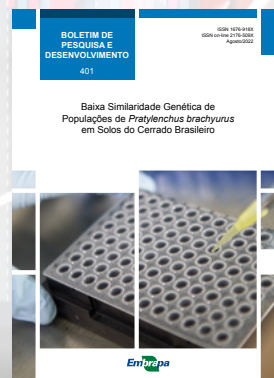 BOLETIM DE
PESQUISA E
DESENVOLVIMENTO
401
ISSN 1676-918X
ISSN on-line 2176-509X
Agosto/2022
Baixa Similaridade Genética de
Populações de Pratylenchus brachyurus
em Solos do Cerrado Brasileiro
Embrapa